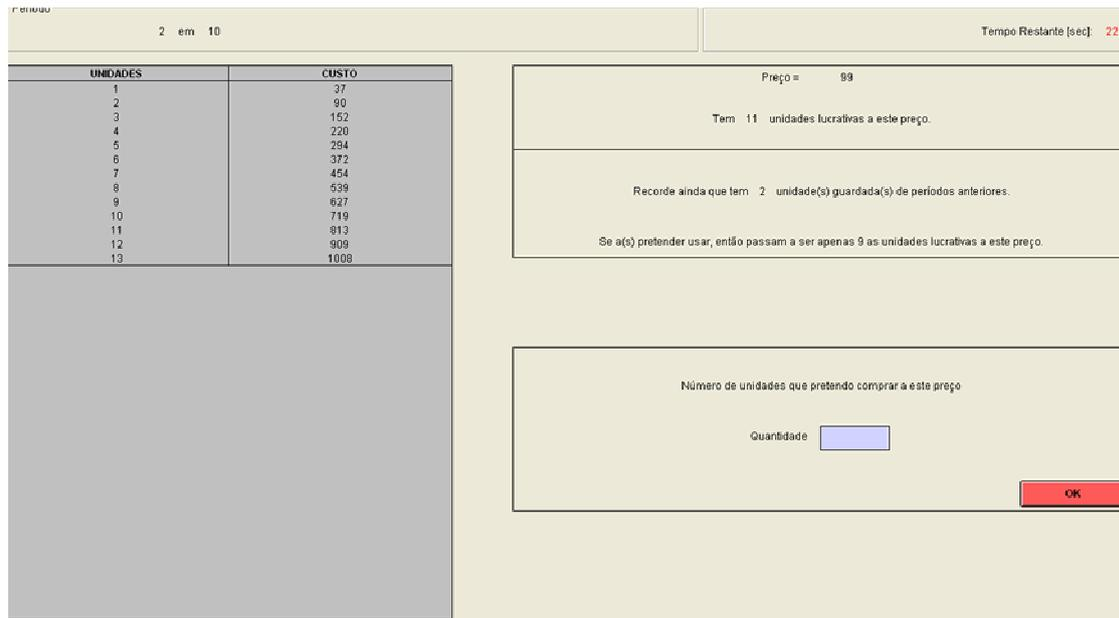 Período
2 em 10
Tempo Restante [sec]: 22
UNIDADES CUSTO
1 37
2 90
3 152
4 220
5 294
6 372
7 454
8 539
9 627
10 719
11 813
12 909
13 1008
Preço = 99
Tem 11 unidades lucrativas a este preço.
Recorde ainda que tem 2 unidade(s) guardada(s) de períodos anteriores.
Se a(s) pretender usar, então passam a ser apenas 9 as unidades lucrativas a este preço.
Número de unidades que pretendo comprar a este preço
Quantidade
OK